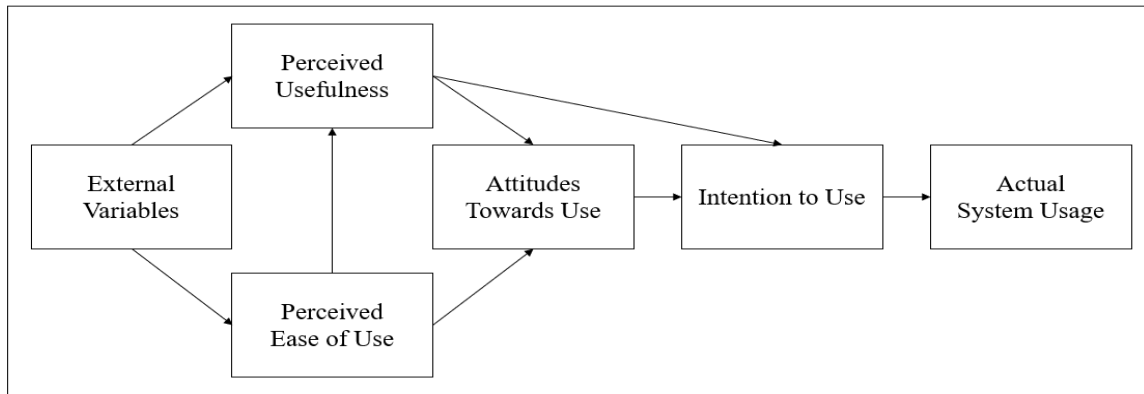 Perceived
Usefulness
External
Variables
Attitudes
Towards Use
Intention to Use
Actual
System Usage
Perceived
Ease of Use